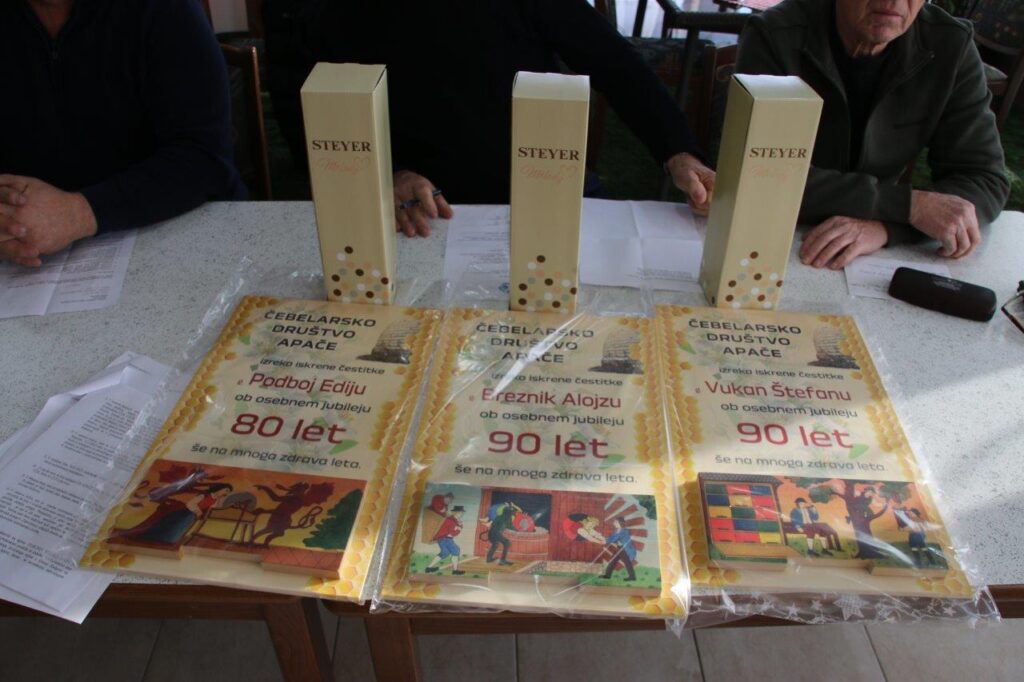 STEYER
Melody
STEYER
Melody
STEYER
Melody
ČEBELARSKO
DRUŠTVO
APAČE
izreka iskrene čestitke
Podboj Ediju
ob osebnem jubileju
80 let
še na mnoga zdrava leta.
ČEBELARSKO
DRUŠTVO
APAČE
izreka iskrene čestitke
Breznik Alojzu
ob osebnem jubileju
90 let
še na mnoga zdrava leta.
ČEBELARSKO
DRUŠTVO
APAČE
izreka iskrene čestitke
Vukan Štefanu
ob osebnem jubileju
90 let
še na mnoga zdrava leta.